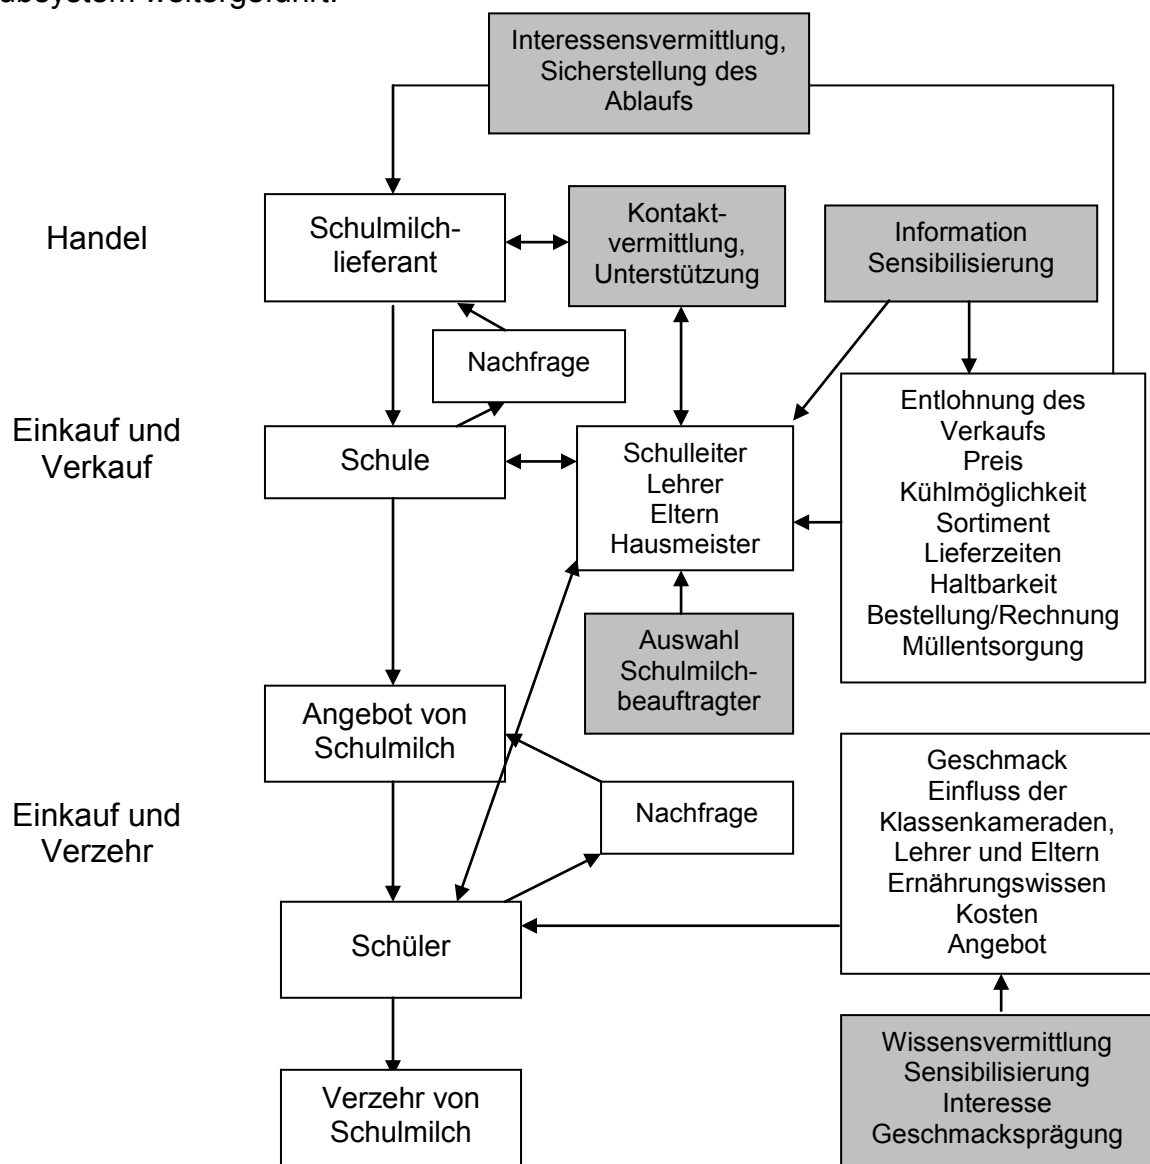 weitergeführt.
Interessensvermittlung,
Sicherstellung des
Ablaufs
Handel
Schulmilch-
lieferant
Kontakt-
vermittlung,
Unterstützung
Information
Sensibilisierung
Nachfrage
Einkauf und
Verkauf
Schule
Schulleiter
Lehrer
Eltern
Hausmeister
Entlohnung des
Verkaufs
Preis
Kühlmöglichkeit
Sortiment
Lieferzeiten
Haltbarkeit
Bestellung/Rechnung
Müllentsorgung
Auswahl
Schulmilch-
beauftragter
Angebot von
Schulmilch
Einkauf und
Verzehr
Nachfrage
Geschmack
Einfluss der
Klassenkameraden,
Lehrer und Eltern
Ernährungswissen
Kosten
Angebot
Schüler
Verzehr von
Schulmilch
Wissensvermittlung
Sensibilisierung
Interesse
Geschmacksprägung